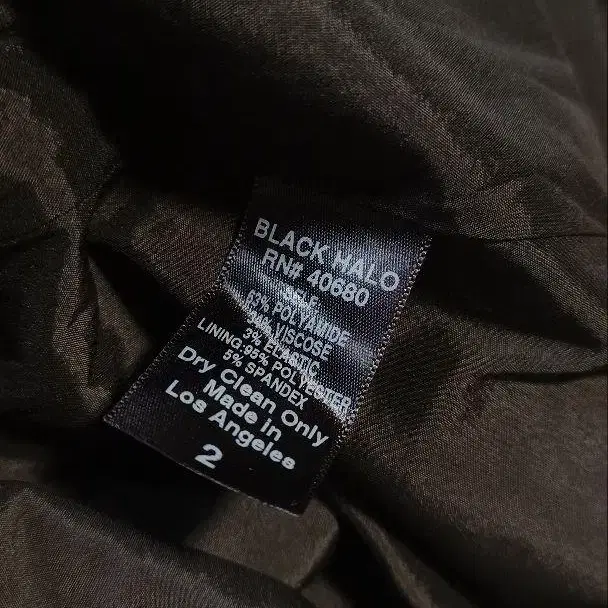 BLACK HALO
RN# 40680
SELF
63% POLYAMIDE
34% VISCOSE
3% ELASTIC
LINING:95% POLYESTER
5% SPANDEX
Dry Clean Only
Made in
Los Angeles
2